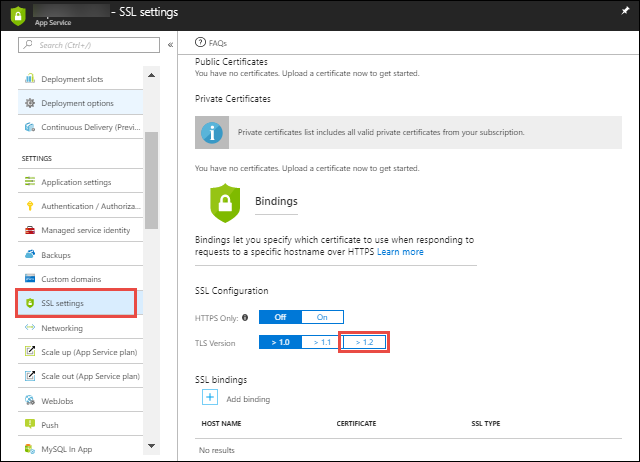 - SSL settings
App Service
Search (Ctrl+/)
«
Deployment slots
Deployment options
Continuous Delivery (Previ...
SETTINGS
Application settings
Authentication / Authoriza...
Managed service identity
Backups
Custom domains
SSL settings
Networking
Scale up (App Service plan)
Scale out (App Service plan)
WebJobs
Push
MySQL In App
FAQs
Public Certificates
You have no certificates. Upload a certificate now to get started.
Private Certificates
Private certificates list includes all valid private certificates from your subscription.
You have no certificates. Upload a certificate now to get started.
Bindings
Bindings let you specify which certificate to use when responding to
requests to a specific hostname over HTTPS Learn more
SSL Configuration
HTTPS Only: Off On
TLS Version > 1.0 > 1.1 > 1.2
SSL bindings
+ Add binding
HOST NAME CERTIFICATE SSL TYPE
No results